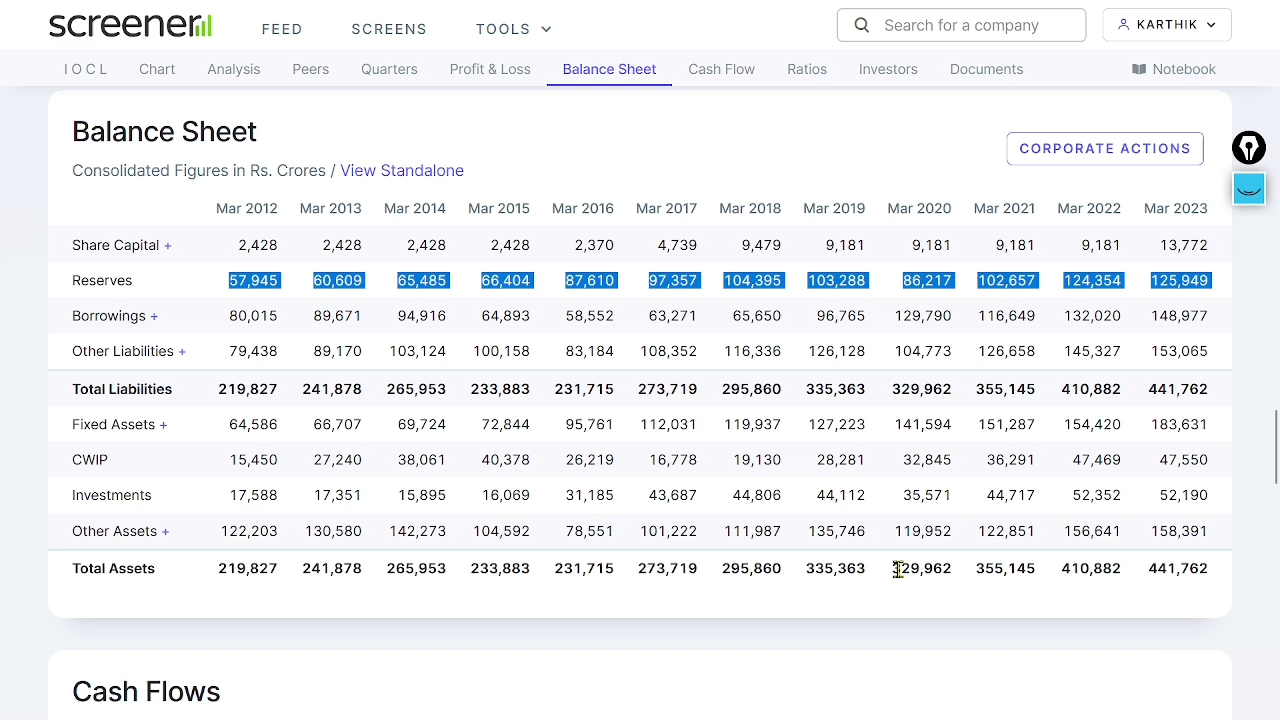 screener
FEED SCREENS TOOLS
Search for a company
KARTHIK
I O C L Chart Analysis Peers Quarters Profit & Loss Balance Sheet Cash Flow Ratios Investors Documents Notebook
Balance Sheet
CORPORATE ACTIONS
Consolidated Figures in Rs. Crores / View Standalone
Mar 2012 Mar 2013 Mar 2014 Mar 2015 Mar 2016 Mar 2017 Mar 2018 Mar 2019 Mar 2020 Mar 2021 Mar 2022 Mar 2023
Share Capital + 2,428 2,428 2,428 2,428 2,370 4,739 9,479 9,181 9,181 9,181 9,181 13,772
Reserves 57,945 60,609 65,485 66,404 87,610 97,357 104,395 103,288 86,217 102,657 124,354 125,949
Borrowings + 80,015 89,671 94,916 64,893 58,552 63,271 65,650 96,765 129,790 116,649 132,020 148,977
Other Liabilities + 79,438 89,170 103,124 100,158 83,184 108,352 116,336 126,128 104,773 126,658 145,327 153,065
Total Liabilities 219,827 241,878 265,953 233,883 231,715 273,719 295,860 335,363 329,962 355,145 410,882 441,762
Fixed Assets + 64,586 66,707 69,724 72,844 95,761 112,031 119,937 127,223 141,594 151,287 154,420 183,631
CWIP 15,450 27,240 38,061 40,378 26,219 16,778 19,130 28,281 32,845 36,291 47,469 47,550
Investments 17,588 17,351 15,895 16,069 31,185 43,687 44,806 44,112 35,571 44,717 52,352 52,190
Other Assets + 122,203 130,580 142,273 104,592 78,551 101,222 111,987 135,746 119,952 122,851 156,641 158,391
Total Assets 219,827 241,878 265,953 233,883 231,715 273,719 295,860 335,363 329,962 355,145 410,882 441,762
Cash Flows